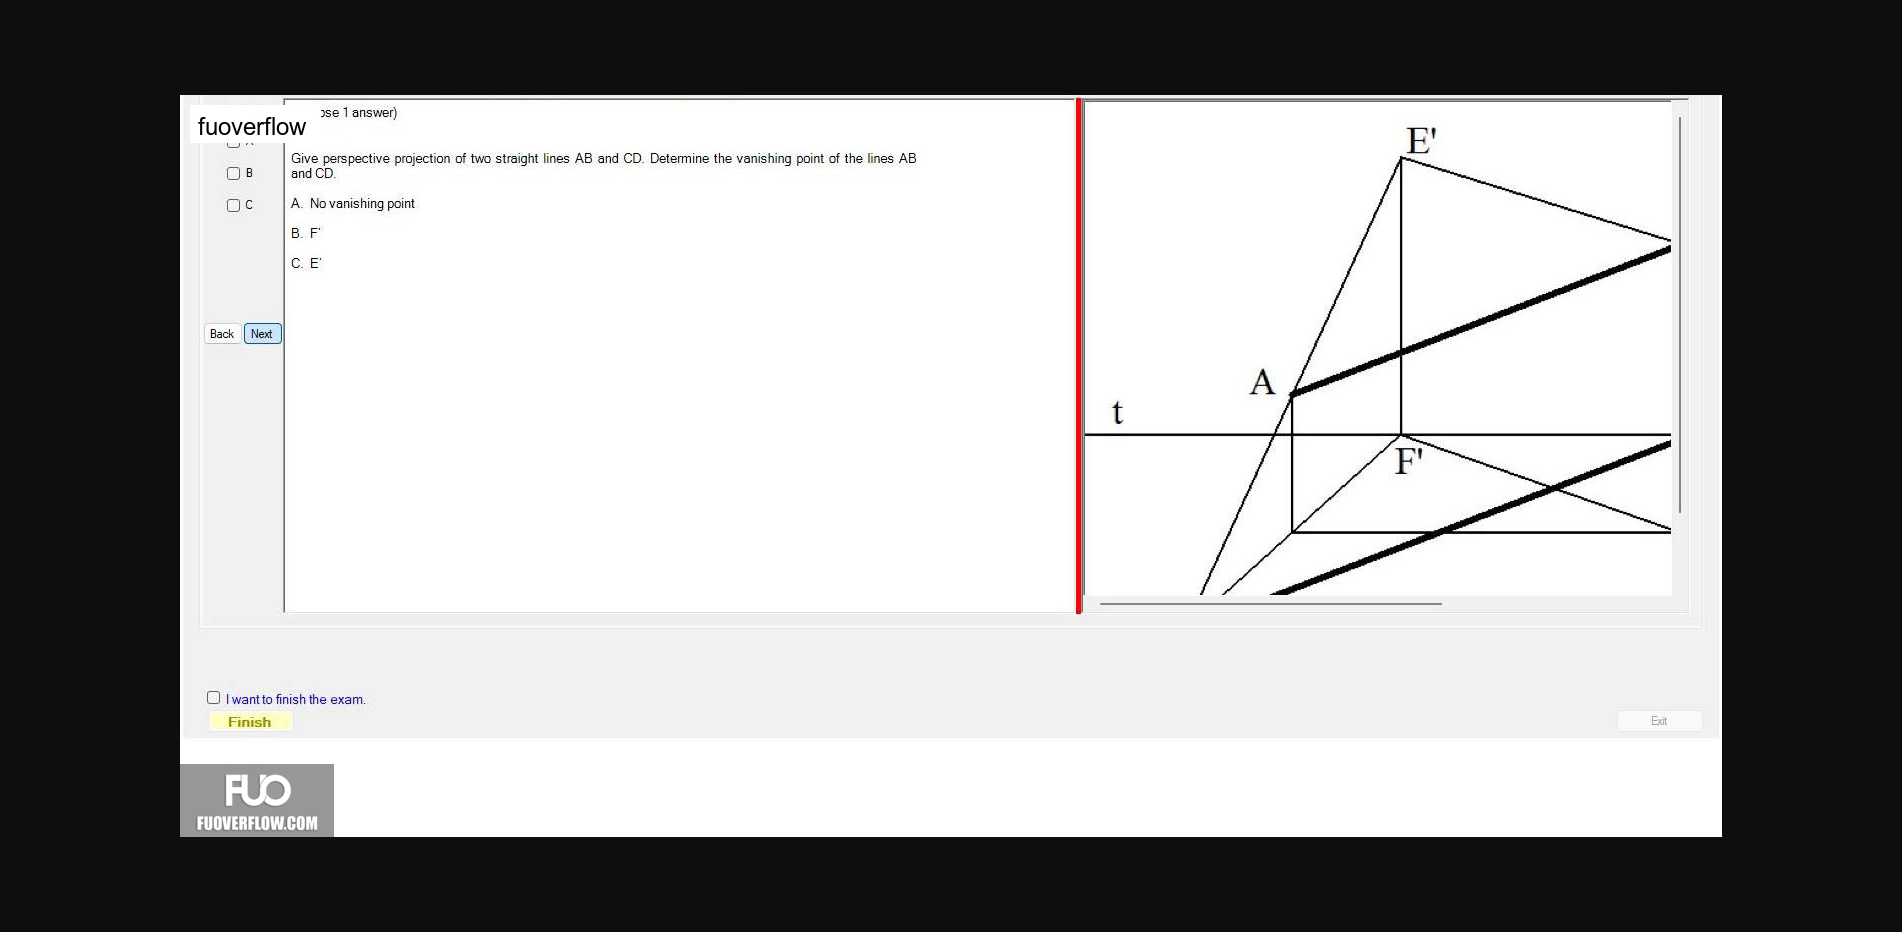 fuoverflow
ose 1 answer)
B
C
Back
Next
Give perspective projection of two straight lines AB and CD. Determine the vanishing point of the lines AB
and CD.
A. No vanishing point
B. F'
C. E'
E'
A
t
F'
I want to finish the exam.
Finish
Exit
FUO
FUOVERFLOW.COM